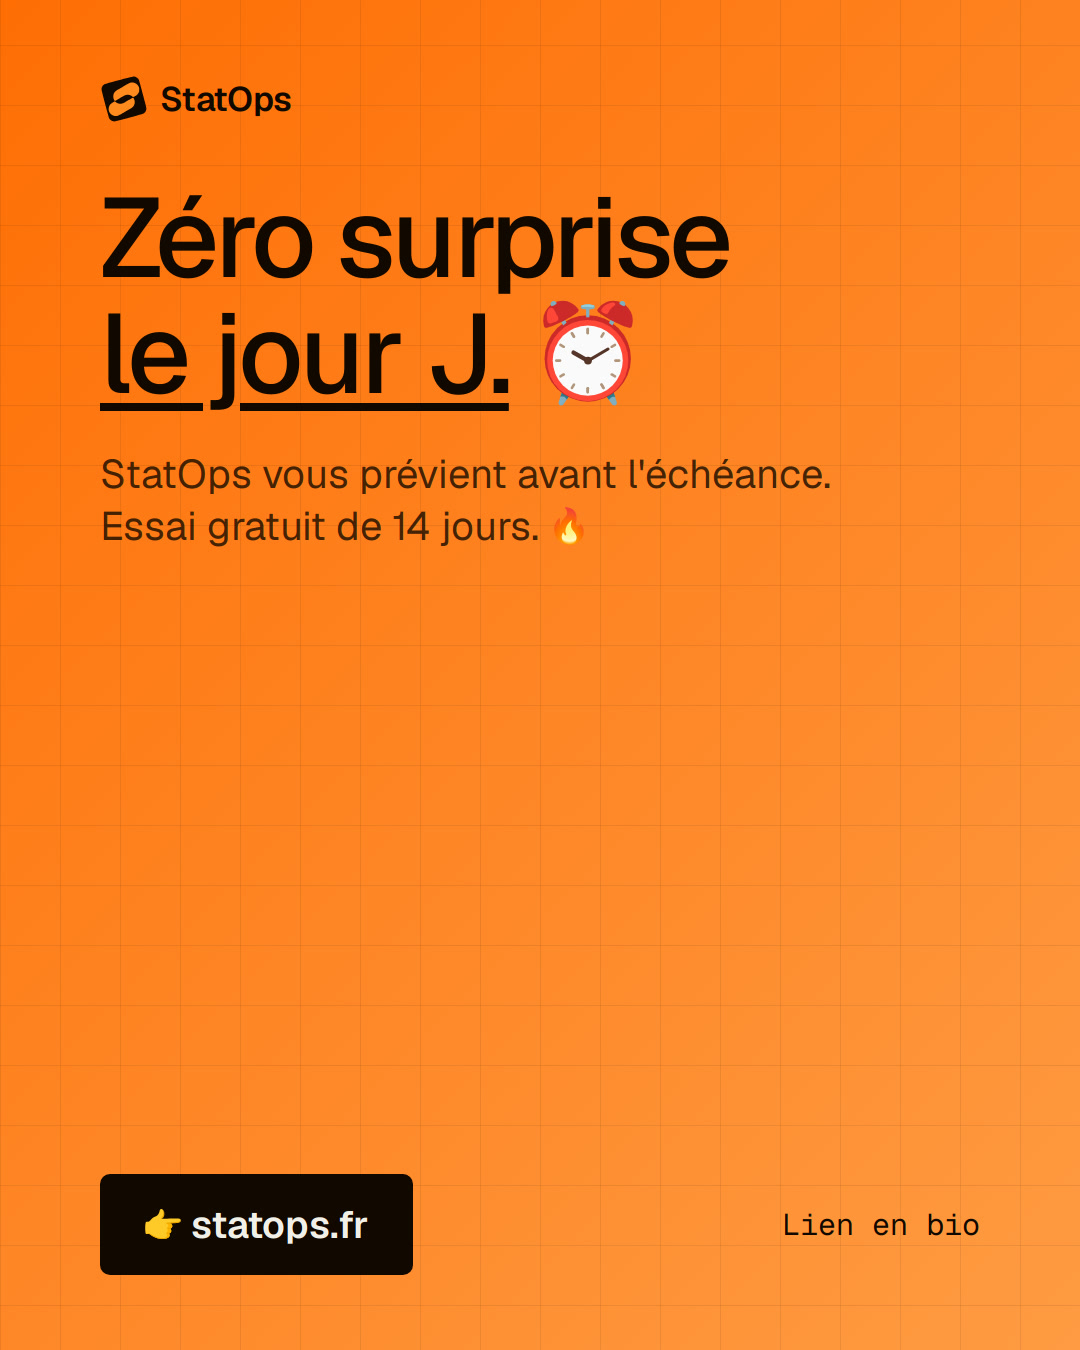 StatOps
Zéro surprise
le jour J. ⏰
StatOps vous prévient avant l'échéance.
Essai gratuit de 14 jours. 🔥
👉 statops.fr
Lien en bio